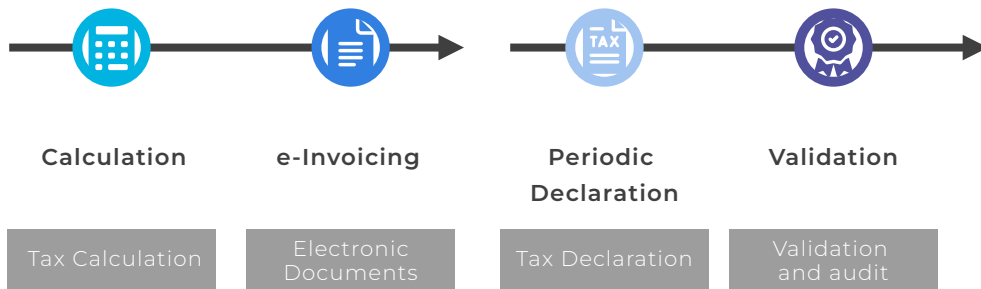 TAX
Calculation
e-Invoicing
Periodic
Declaration
Validation
Tax Calculation
Electronic
Documents
Tax Declaration
Validation
and audit